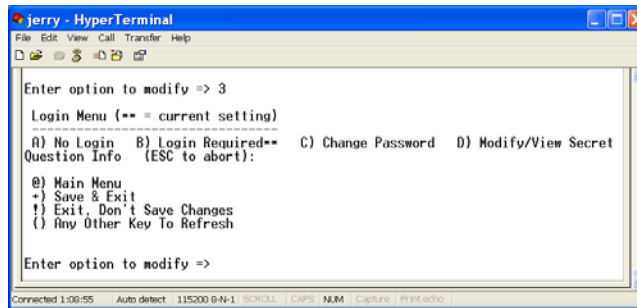 jerry - HyperTerminal
File Edit View Call Transfer Help
Enter option to modify => 3
Login Menu (** = current setting)
-----------------------------------
A) No Login B) Login Required** C) Change Password D) Modify/View Secret
Question Info (ESC to abort):
@) Main Menu
+) Save & Exit
!) Exit, Don't Save Changes
() Any Other Key To Refresh
Enter option to modify =>
Connected 1:08:55 Auto detect 115200 8-N-1 SCROLL CAPS NUM Capture Print echo